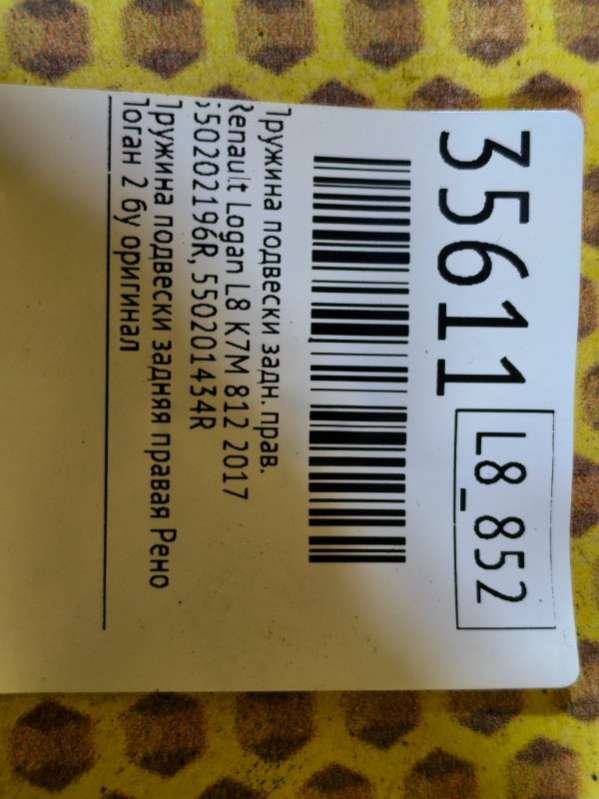 35611 L8_852
Пружина подвески задн. прав.
Renault Logan L8 K7M 812 2017
550202196R, 550201434R
Пружина подвески задняя правая Рено
Логан 2 бу оригинал